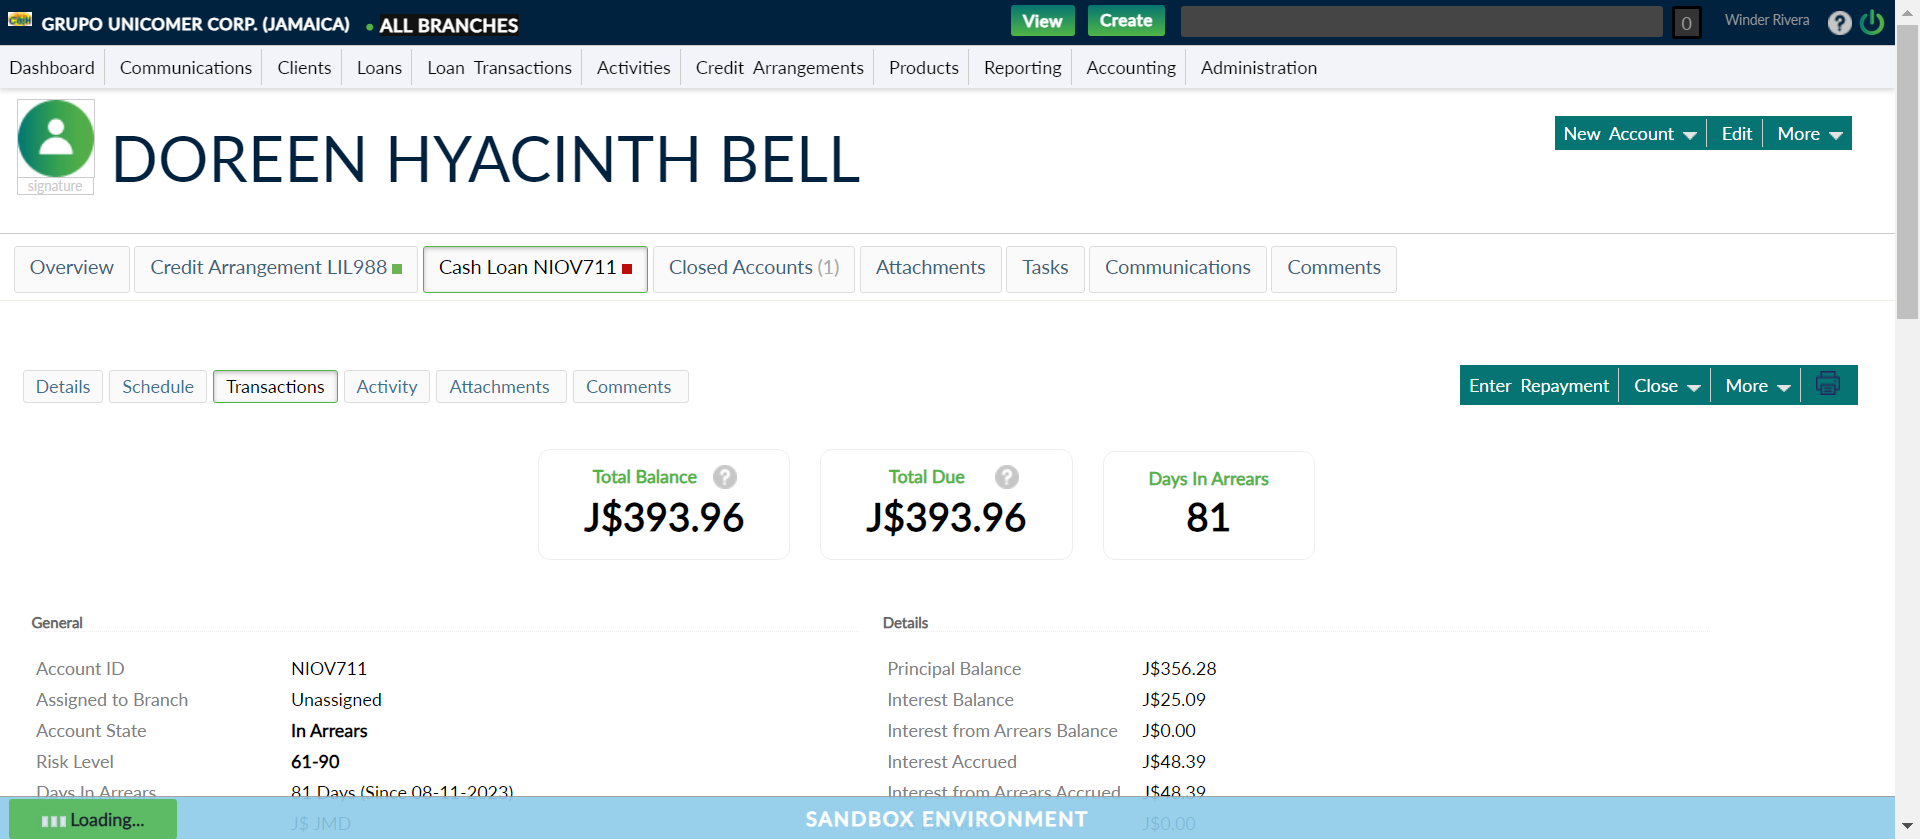 GRUPO UNICOMER CORP. (JAMAICA) • ALL BRANCHES View Create 0 Winder Rivera ?
Dashboard Communications Clients Loans Loan Transactions Activities Credit Arrangements Products Reporting Accounting Administration
signature
DOREEN HYACINTH BELL
New Account Edit More
Overview Credit Arrangement LIL988 Cash Loan NIOV711 Closed Accounts (1) Attachments Tasks Communications Comments
Details Schedule Transactions Activity Attachments Comments
Enter Repayment Close More
Total Balance ? Total Due ? Days In Arrears
J$393.96 J$393.96 81
General Details
Account ID NIOV711 Principal Balance J$356.28
Assigned to Branch Unassigned Interest Balance J$25.09
Account State In Arrears Interest from Arrears Balance J$0.00
Risk Level 61-90 Interest Accrued J$48.39
Days In Arrears 81 Days (Since 08-11-2023) Interest from Arrears Accrued J$48.39
Loading... J$ JMD SANDBOX ENVIRONMENT J$0.00